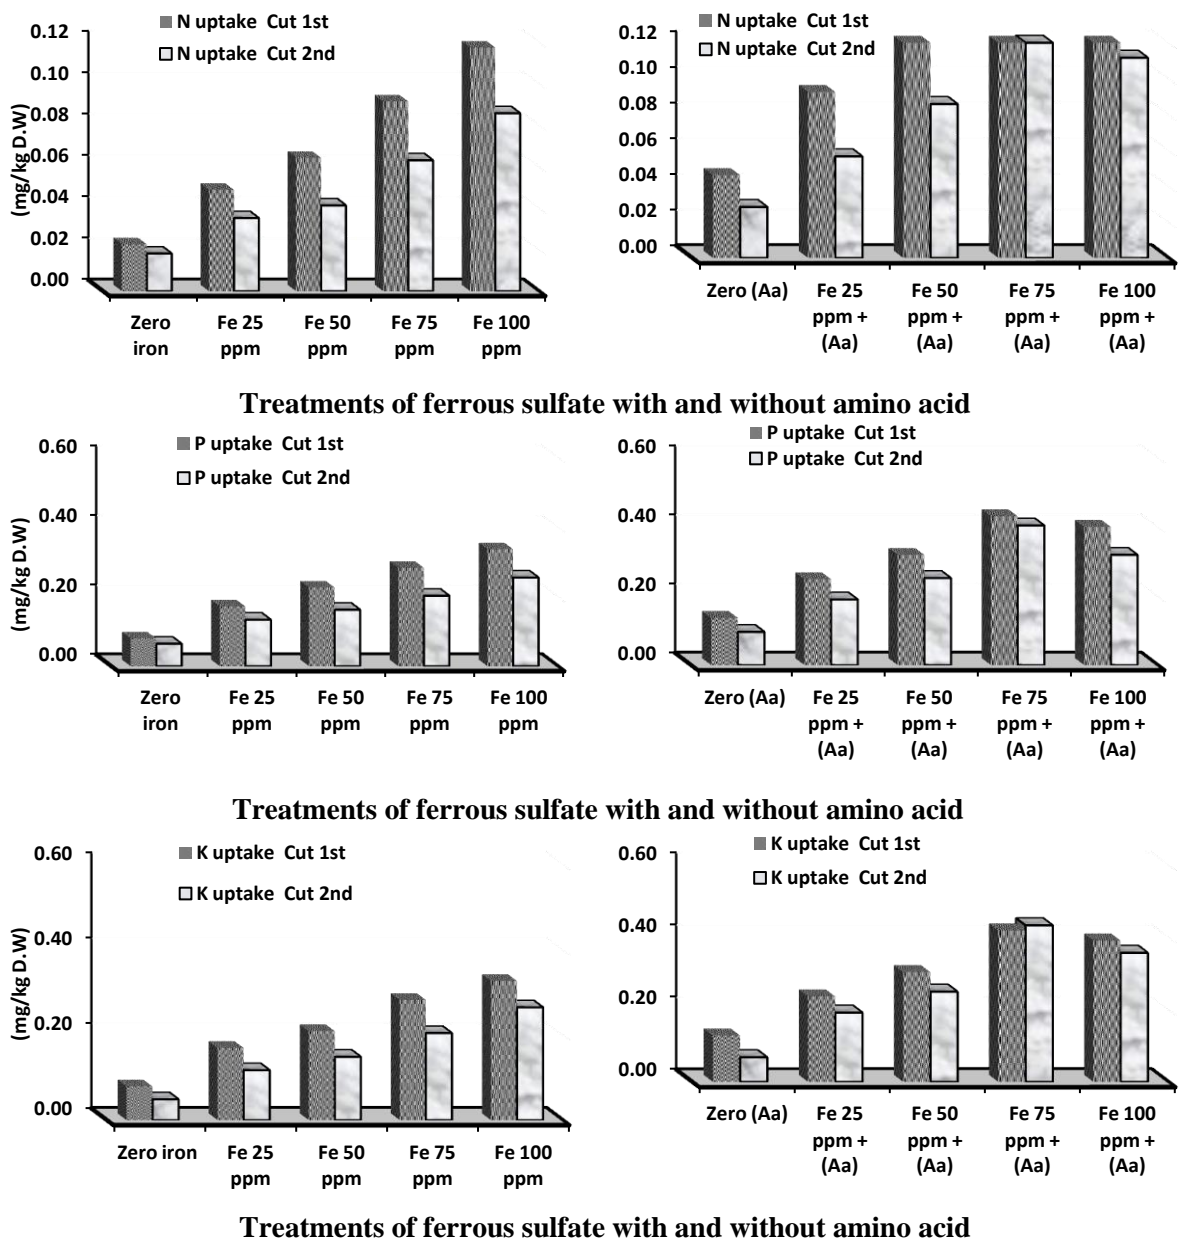 N uptake Cut 1st
N uptake Cut 2nd
(mg/kg D.W)
0.12
0.10
0.08
0.06
0.04
0.02
0.00
Zero iron
Fe 25 ppm
Fe 50 ppm
Fe 75 ppm
Fe 100 ppm
N uptake Cut 1st
N uptake Cut 2nd
0.12
0.10
0.08
0.06
0.04
0.02
0.00
Zero (Aa)
Fe 25 ppm + (Aa)
Fe 50 ppm + (Aa)
Fe 75 ppm + (Aa)
Fe 100 ppm + (Aa)
Treatments of ferrous sulfate with and without amino acid
P uptake Cut 1st
P uptake Cut 2nd
(mg/kg D.W)
0.60
0.40
0.20
0.00
Zero iron
Fe 25 ppm
Fe 50 ppm
Fe 75 ppm
Fe 100 ppm
P uptake Cut 1st
P uptake Cut 2nd
0.60
0.40
0.20
0.00
Zero (Aa)
Fe 25 ppm + (Aa)
Fe 50 ppm + (Aa)
Fe 75 ppm + (Aa)
Fe 100 ppm + (Aa)
Treatments of ferrous sulfate with and without amino acid
K uptake Cut 1st
K uptake Cut 2nd
(mg/kg D.W)
0.60
0.40
0.20
0.00
Zero iron
Fe 25 ppm
Fe 50 ppm
Fe 75 ppm
Fe 100 ppm
K uptake Cut 1st
K uptake Cut 2nd
0.60
0.40
0.20
0.00
Zero (Aa)
Fe 25 ppm + (Aa)
Fe 50 ppm + (Aa)
Fe 75 ppm + (Aa)
Fe 100 ppm + (Aa)
Treatments of ferrous sulfate with and without amino acid